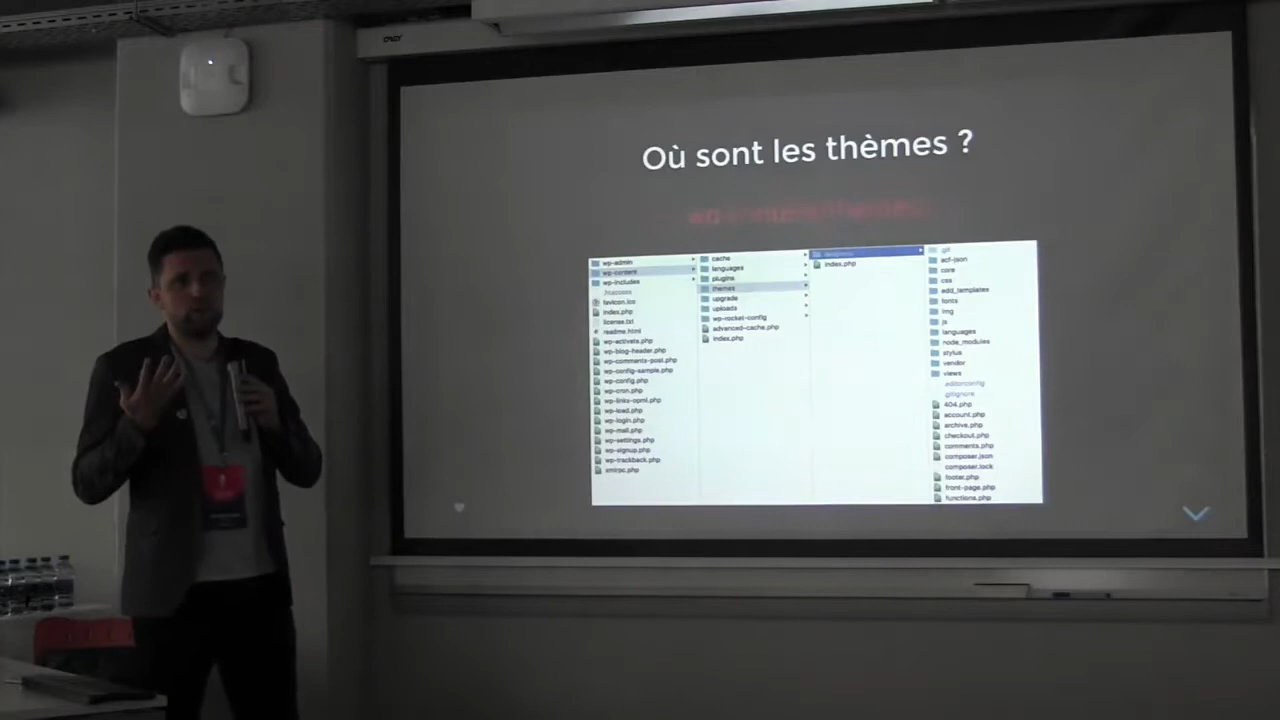 Où sont les thèmes ?
wp-admin
wp-content
wp-includes
.htaccess
favicon.ico
index.php
license.txt
readme.html
wp-activate.php
wp-blog-header.php
wp-comments-post.php
wp-config-sample.php
wp-config.php
wp-cron.php
wp-links-opml.php
wp-load.php
wp-login.php
wp-mail.php
wp-settings.php
wp-signup.php
wp-trackback.php
xmlrpc.php
cache
languages
plugins
themes
upgrade
uploads
wp-rocket-config
advanced-cache.php
index.php
index.php
.git
acf-json
core
css
edd_templates
fonts
img
js
languages
node_modules
stylus
vendor
views
.editorconfig
.gitignore
404.php
account.php
archive.php
checkout.php
comments.php
composer.json
composer.lock
footer.php
front-page.php
functions.php